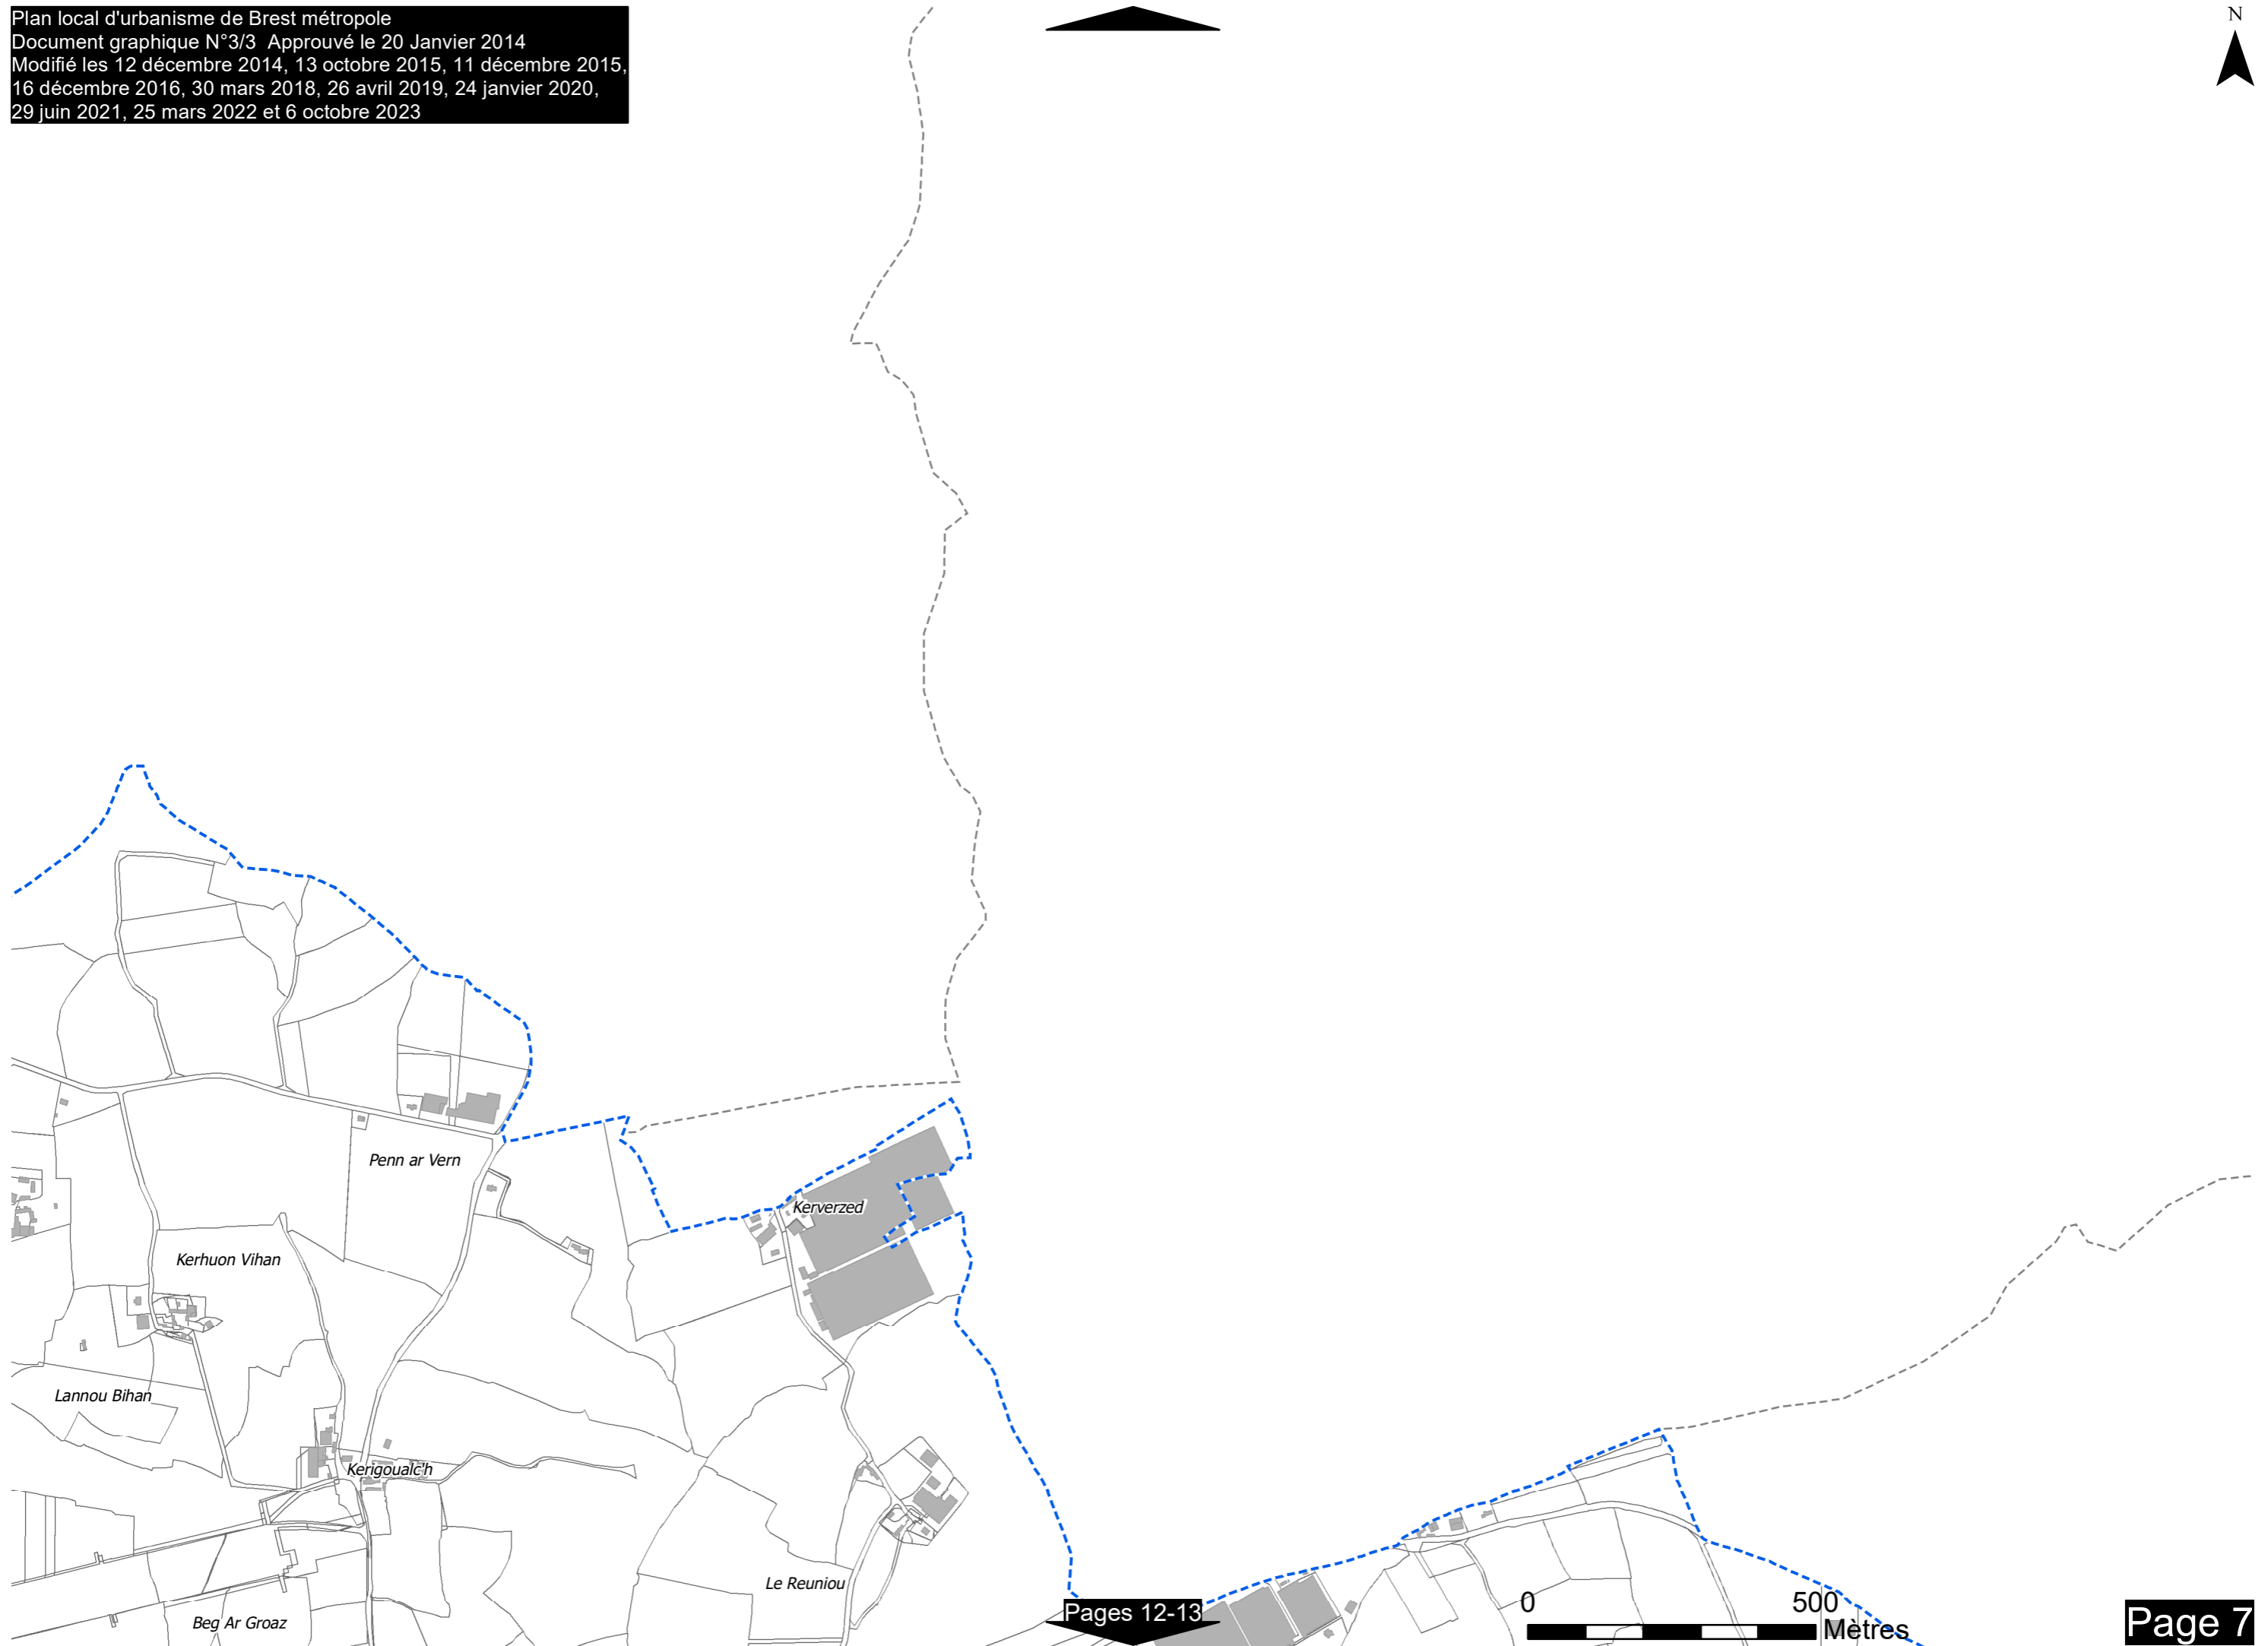 Plan local d'urbanisme de Brest métropole
Document graphique N°3/3 Approuvé le 20 Janvier 2014
Modifié les 12 décembre 2014, 13 octobre 2015, 11 décembre 2015,
16 décembre 2016, 30 mars 2018, 26 avril 2019, 24 janvier 2020,
29 juin 2021, 25 mars 2022 et 6 octobre 2023
N
Penn ar Vern
Kerverzed
Kerhuon Vihan
Lannou Bihan
Kerigoualc'h
Le Reuniou
Beg Ar Groaz
Pages 12-13
0 500
Mètres
Page 7